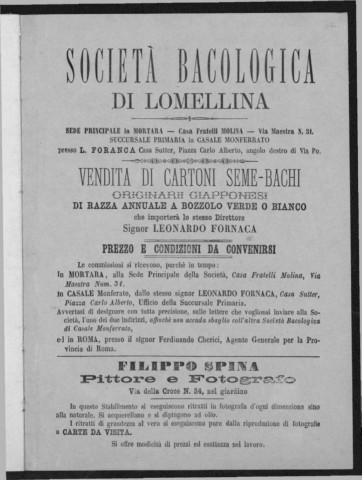 SOCIETÀ BACOLOGICA
DI LOMELLINA
SEDE PRINCIPALE in MORTARA — Casa Fratelli MOLINA — Via Maestra N. 31.
SUCCURSALE PRIMARIA in CASALE MONFERRATO
presso L. FORANCA Casa Sutter, Piazza Carlo Alberto, angolo destro di Via Po.
VENDITA DI CARTONI SEME-BACHI
ORIGINARII GIAPPONESI
DI RAZZA ANNUALE A BOZZOLO VERDE O BIANCO
che importerà lo stesso Direttore
Signor LEONARDO FORNACA
PREZZO E CONDIZIONI DA CONVENIRSI
Le commissioni si ricevono, purchè in tempo:
In MORTARA, alla Sede Principale della Società, Casa Fratelli Molina, Via
Maestra Num. 31.
in CASALE Monferato, dallo stesso signor LEONARDO FORNACA, Casa Sutter,
Piazza Carlo Alberto, Ufficio della Succursale Primaria.
Avvertasi di designare con tutta precisione, sulle lettere che vogliansi inviare alla So-
cietà, l'uno dei due indirizzi, affinchè non accada sbaglio coll'altra Società Bacologica
di Casale Monferrato,
ed in ROMA, presso il signor Ferdinando Cherici, Agente Generale per la Pro-
vincia di Roma.
FILIPPO SPINA
Pittore e Fotografo
Via della Croce N. 34, nel giardino
In questo Stabilimento si eseguiscono ritratti in fotografia d'ogni dimensione sino
alla naturale. Si acquerellano e si dipingono ad olio.
I ritratti di grandezza al vero si eseguiscono pure dalla riproduzione di fotografie
a CARTE DA VISITA.
Si offre modicità di prezzi ed esattezza nel lavoro.